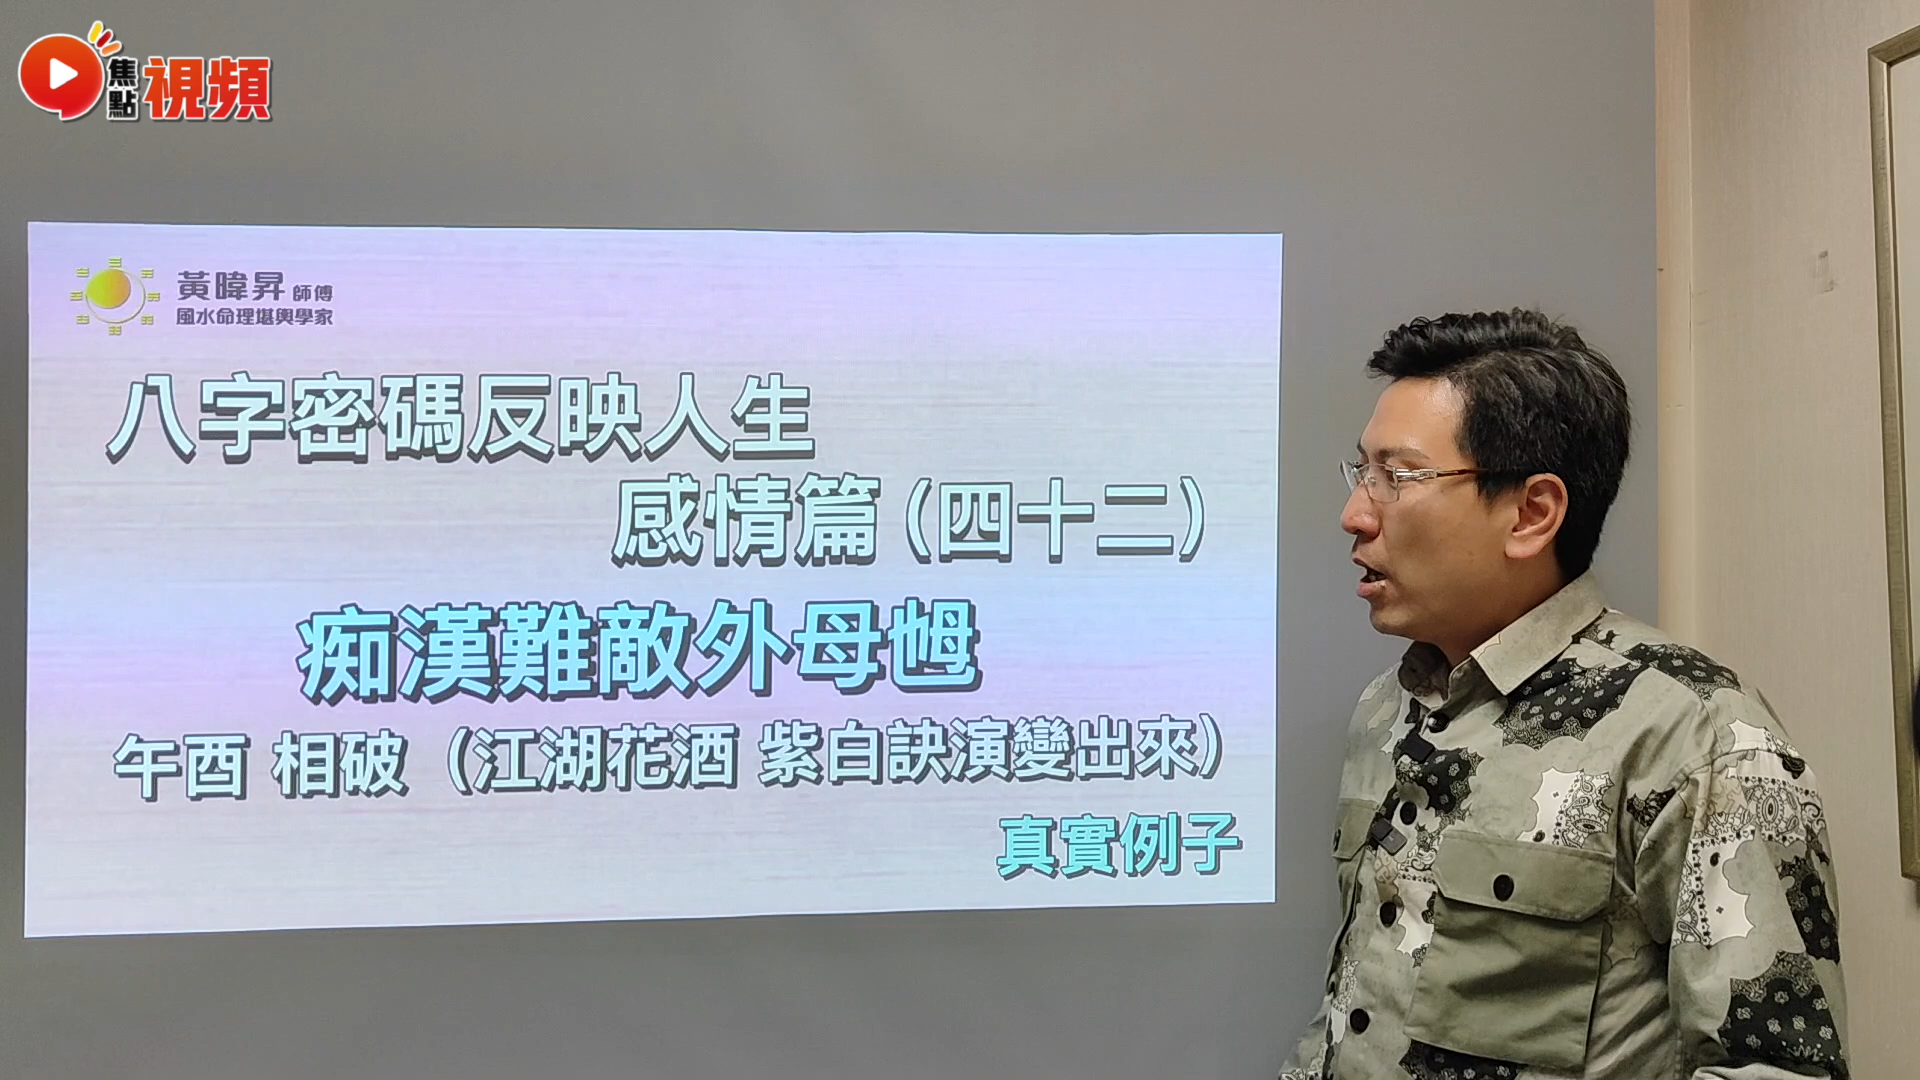 焦點視頻
黃暐昇師傅
風水命理堪輿學家
八字密碼反映人生
感情篇（四十二）
痴漢難敵外母乸
午酉 相破（江湖花酒 紫白訣演變出來）
真實例子